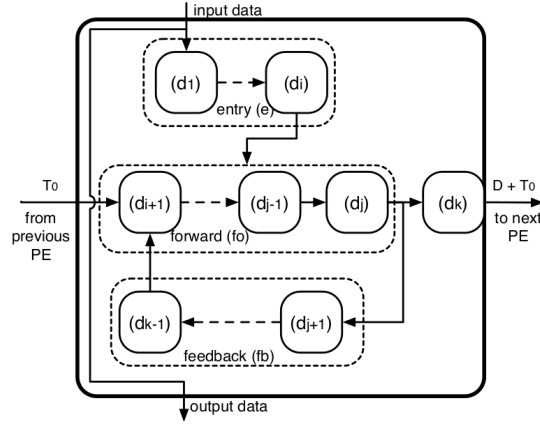 input data
(d1)
(di)
entry (e)
T0
D + T0
(di+1)
(dj-1)
(dj)
(dk)
from
previous
PE
to next
PE
forward (fo)
(dk-1)
(dj+1)
feedback (fb)
output data